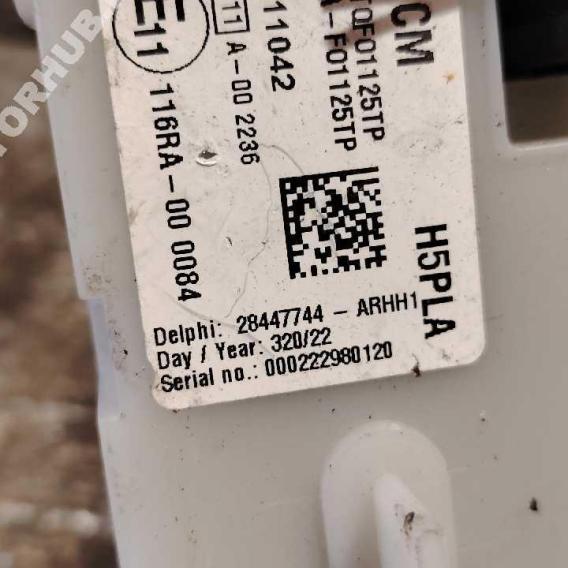 CM
TQF01125TP
-F01125TP
11042
11 A-00 2236
E11
116RA-00 0084
H5PLA
Delphi: 28447744 - ARHH1
Day / Year: 320/22
Serial no.: 000222980120